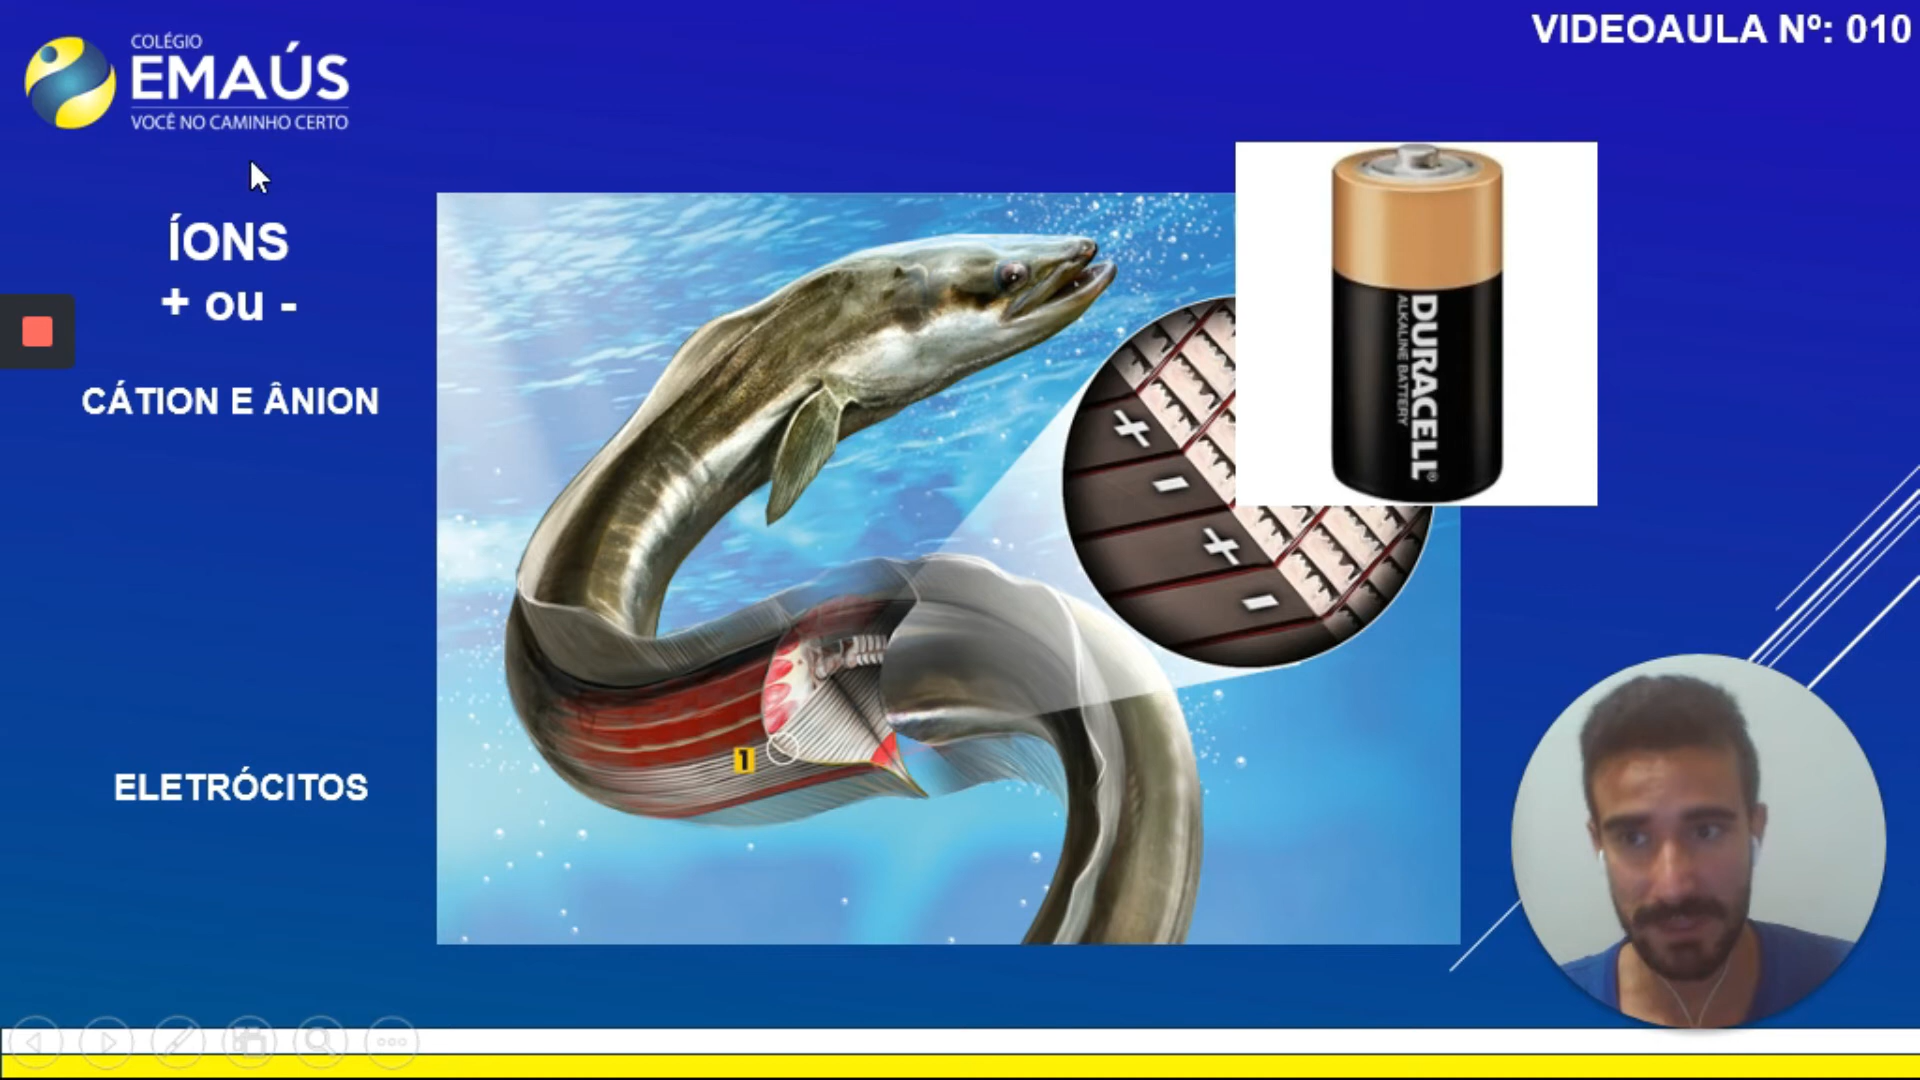 COLÉGIO
EMAÚS
VOCÊ NO CAMINHO CERTO
VIDEOAULA Nº: 010
ÍONS
+ ou -
CÁTION E ÂNION
ELETRÓCITOS
+
-
+
-
1
DURACELL®
ALKALINE BATTERY